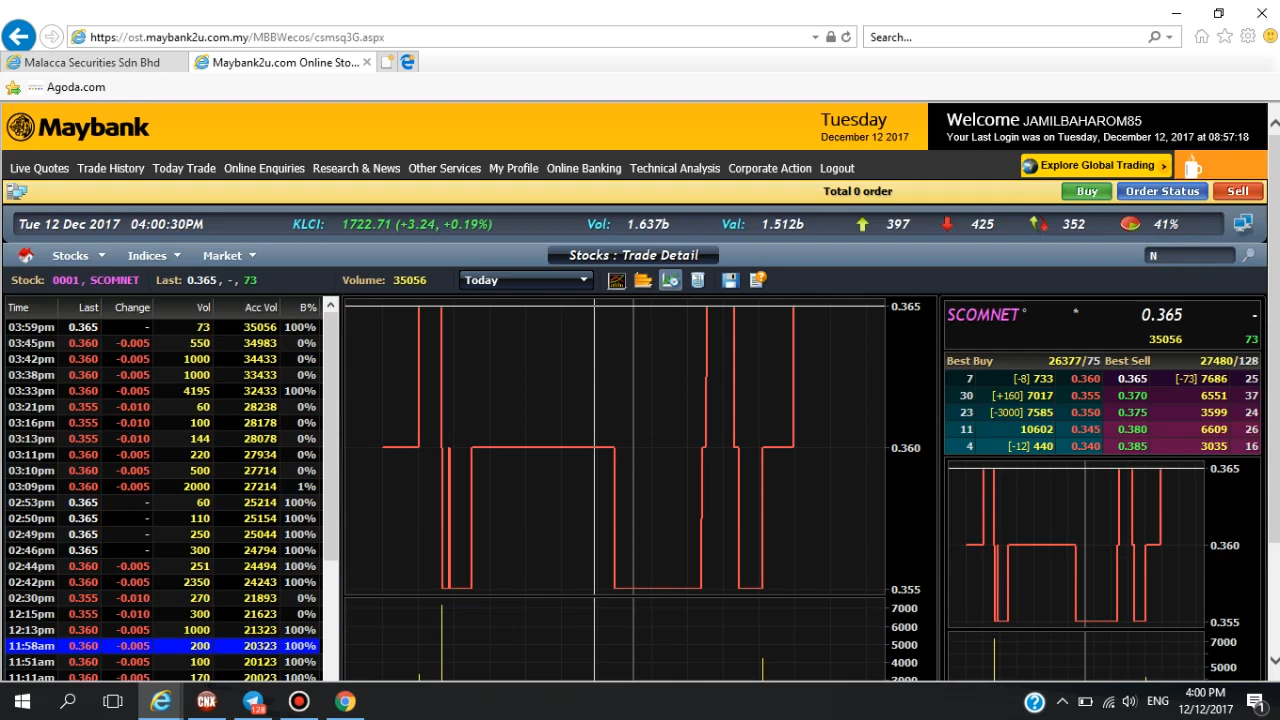 https://ost.maybank2u.com.my/MBBWecos/csmsq3G.aspx
Search...
Malacca Securities Sdn Bhd
Maybank2u.com Online Sto...
Agoda.com
Maybank
Tuesday
December 12 2017
Welcome JAMILBAHAROM85
Your Last Login was on Tuesday, December 12, 2017 at 08:57:18
Live Quotes Trade History Today Trade Online Enquiries Research & News Other Services My Profile Online Banking Technical Analysis Corporate Action Logout
Explore Global Trading >
Total 0 order
Buy
Order Status
Sell
Tue 12 Dec 2017 04:00:30PM KLCI: 1722.71 (+3.24, +0.19%) Vol: 1.637b Val: 1.512b 397 425 352 41%
Stocks Indices Market Stocks : Trade Detail N
Stock: 0001 , SCOMNET Last: 0.365, -, 73 Volume: 35056 Today
Time Last Change Vol Acc Vol B%
03:59pm 0.365 - 73 35056 100%
03:45pm 0.360 -0.005 550 34983 0%
03:42pm 0.360 -0.005 1000 34433 0%
03:38pm 0.360 -0.005 1000 33433 0%
03:33pm 0.360 -0.005 4195 32433 100%
03:21pm 0.355 -0.010 60 28238 0%
03:16pm 0.355 -0.010 100 28178 0%
03:13pm 0.355 -0.010 144 28078 0%
03:11pm 0.360 -0.005 220 27934 0%
03:10pm 0.360 -0.005 500 27714 0%
03:09pm 0.360 -0.005 2000 27214 1%
02:53pm 0.365 - 60 25214 100%
02:50pm 0.365 - 110 25154 100%
02:49pm 0.365 - 250 25044 100%
02:46pm 0.365 - 300 24794 100%
02:44pm 0.360 -0.005 251 24494 100%
02:42pm 0.360 -0.005 2350 24243 100%
02:30pm 0.355 -0.010 270 21893 0%
12:15pm 0.355 -0.010 300 21623 0%
12:13pm 0.360 -0.005 1000 21323 100%
11:58am 0.360 -0.005 200 20323 100%
11:51am 0.360 -0.005 100 20123 100%
11:11am 0.360 -0.005 170 20023 100%
0.365
0.360
0.355
7000
6000
5000
4000
3000
SCOMNET ° * 0.365 -
35056 73
Best Buy 26377/75 Best Sell 27480/128
7 [-8] 733 0.360 0.365 [-73] 7686 25
30 [+160] 7017 0.355 0.370 6551 37
23 [-3000] 7585 0.350 0.375 3599 24
11 10602 0.345 0.380 6609 26
4 [-12] 440 0.340 0.385 3035 16
0.365
0.360
0.355
7000
5000
CNX
128
ENG
4:00 PM
12/12/2017
1